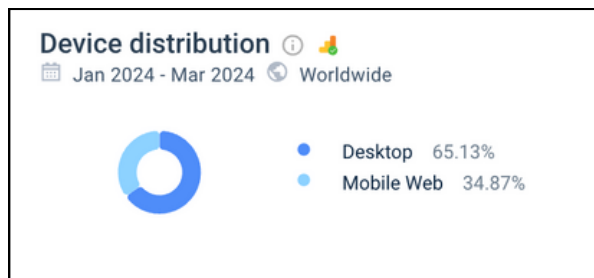 Device distribution
Jan 2024 - Mar 2024 Worldwide
Desktop 65.13%
Mobile Web 34.87%